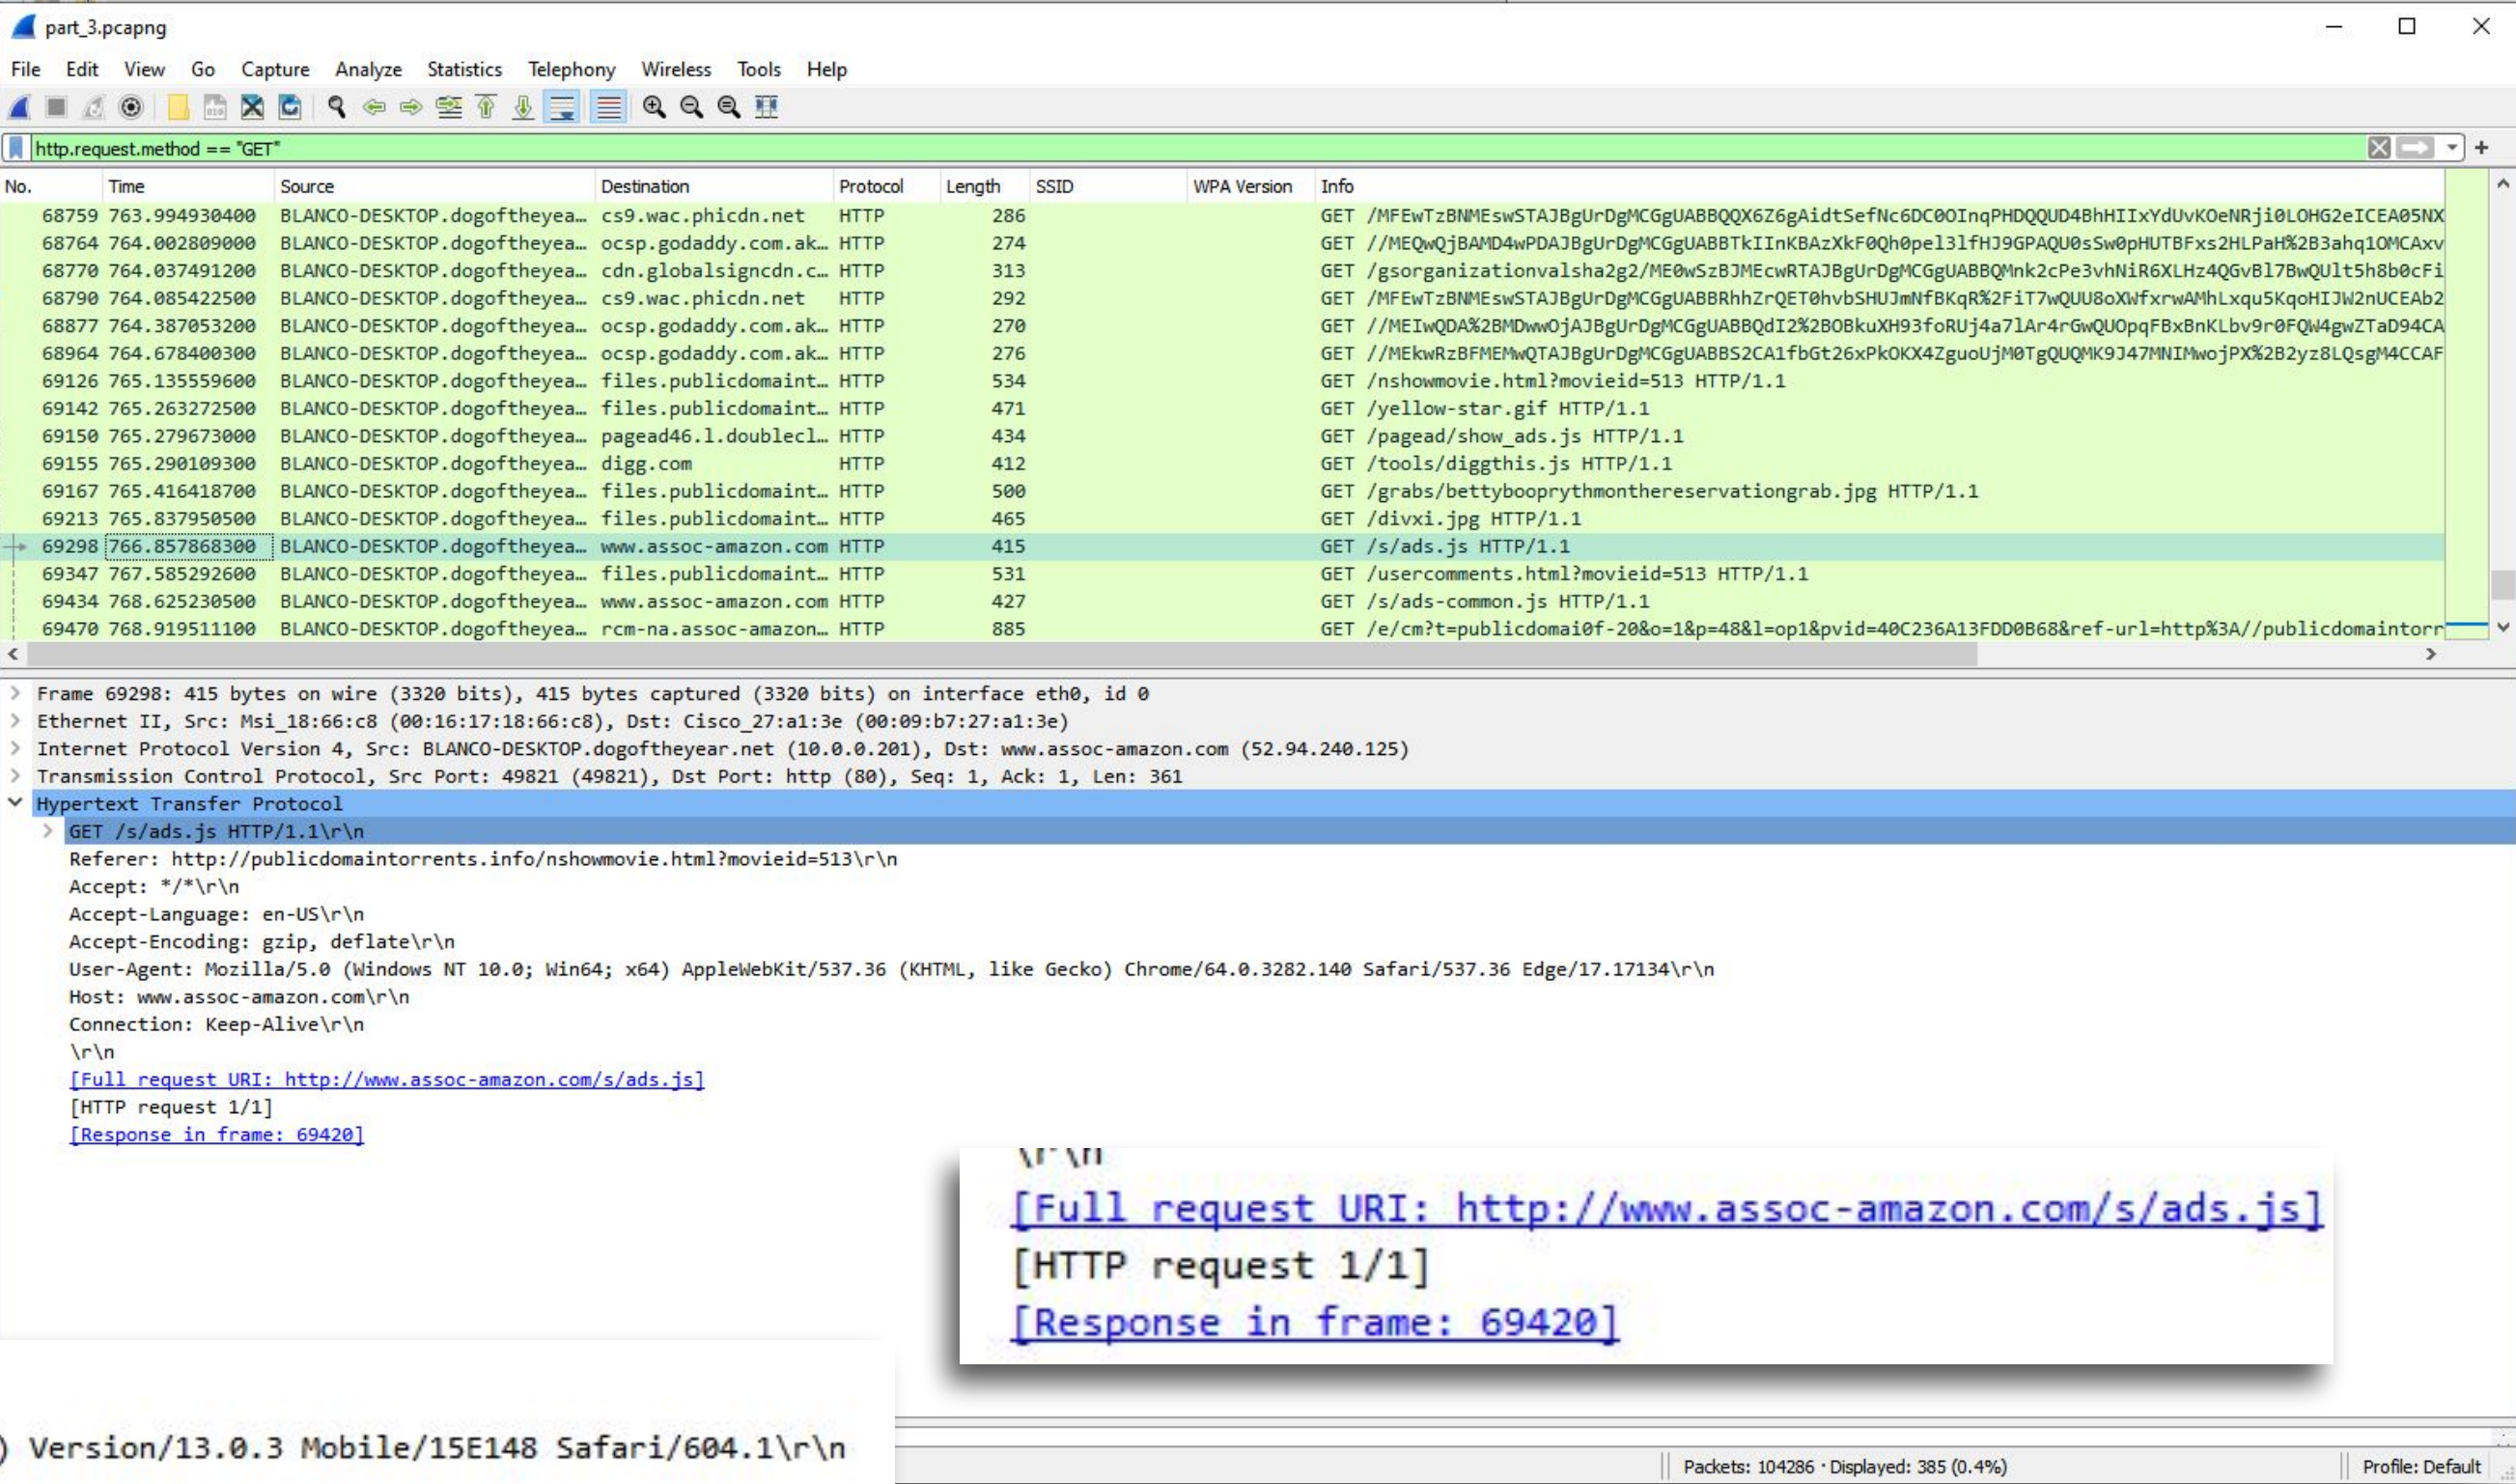 part_3.pcapng
File Edit View Go Capture Analyze Statistics Telephony Wireless Tools Help
http.request.method == "GET"
No. Time Source Destination Protocol Length SSID WPA Version Info
68759 763.994930400 BLANCO-DESKTOP.dogoftheyea… cs9.wac.phicdn.net HTTP 286 GET
68764 764.002809000 BLANCO-DESKTOP.dogoftheyea… ocsp.godaddy.com.ak… HTTP 274 GET
68770 764.037491200 BLANCO-DESKTOP.dogoftheyea… cdn.globalsigncdn.c… HTTP 313 GET
68790 764.085422500 BLANCO-DESKTOP.dogoftheyea… cs9.wac.phicdn.net HTTP 292 GET
68877 764.387053200 BLANCO-DESKTOP.dogoftheyea… ocsp.godaddy.com.ak… HTTP 270 GET
68964 764.678400300 BLANCO-DESKTOP.dogoftheyea… ocsp.godaddy.com.ak… HTTP 276 GET
69126 765.135559600 BLANCO-DESKTOP.dogoftheyea… files.publicdomaint… HTTP 534 GET /nshowmovie.html?movieid=513 HTTP/1.1
69142 765.263272500 BLANCO-DESKTOP.dogoftheyea… files.publicdomaint… HTTP 471 GET /yellow-star.gif HTTP/1.1
69150 765.279673000 BLANCO-DESKTOP.dogoftheyea… pagead46.l.doublecl… HTTP 434 GET /pagead/show_ads.js HTTP/1.1
69155 765.290109300 BLANCO-DESKTOP.dogoftheyea… digg.com HTTP 412 GET /tools/diggthis.js HTTP/1.1
69167 765.416418700 BLANCO-DESKTOP.dogoftheyea… files.publicdomaint… HTTP 500 GET /grabs/bettybooprythmonthereservationgrab.jpg HTTP/1.1
69213 765.837950500 BLANCO-DESKTOP.dogoftheyea… files.publicdomaint… HTTP 465 GET /divxi.jpg HTTP/1.1
69298 766.857868300 BLANCO-DESKTOP.dogoftheyea… www.assoc-amazon.com HTTP 415 GET /s/ads.js HTTP/1.1
69347 767.585292600 BLANCO-DESKTOP.dogoftheyea… files.publicdomaint… HTTP 531 GET /usercomments.html?movieid=513 HTTP/1.1
69434 768.625230500 BLANCO-DESKTOP.dogoftheyea… www.assoc-amazon.com HTTP 427 GET /s/ads-common.js HTTP/1.1
69470 768.919511100 BLANCO-DESKTOP.dogoftheyea… rcm-na.assoc-amazon… HTTP 885 GET /e/cm?t=publicdomai0f-20&o=1&p=48&l=op1&pvid=40C236A13FDD0B68&ref-url=http%3A//publicdomaintorr
Frame 69298: 415 bytes on wire (3320 bits), 415 bytes captured (3320 bits) on interface eth0, id 0
Ethernet II, Src: Msi_18:66:c8 (00:16:17:18:66:c8), Dst: Cisco_27:a1:3e (00:09:b7:27:a1:3e)
Internet Protocol Version 4, Src: BLANCO-DESKTOP.dogoftheyear.net (10.0.0.201), Dst: www.assoc-amazon.com (52.94.240.125)
Transmission Control Protocol, Src Port: 49821 (49821), Dst Port: http (80), Seq: 1, Ack: 1, Len: 361
Hypertext Transfer Protocol
GET /s/ads.js HTTP/1.1\r\n
Referer: http://publicdomaintorrents.info/nshowmovie.html?movieid=513\r\n
Accept: */*\r\n
Accept-Language: en-US\r\n
Accept-Encoding: gzip, deflate\r\n
User-Agent: Mozilla/5.0 (Windows NT 10.0; Win64; x64) AppleWebKit/537.36 (KHTML, like Gecko) Chrome/64.0.3282.140 Safari/537.36 Edge/17.17134\r\n
Host: www.assoc-amazon.com\r\n
Connection: Keep-Alive\r\n
\r\n
[Full request URI: http://www.assoc-amazon.com/s/ads.js]
[HTTP request 1/1]
[Response in frame: 69420]
\r\n
[Full request URI: http://www.assoc-amazon.com/s/ads.js]
[HTTP request 1/1]
[Response in frame: 69420]
) Version/13.0.3 Mobile/15E148 Safari/604.1\r\n
Packets: 104286 · Displayed: 385 (0.4%) Profile: Default